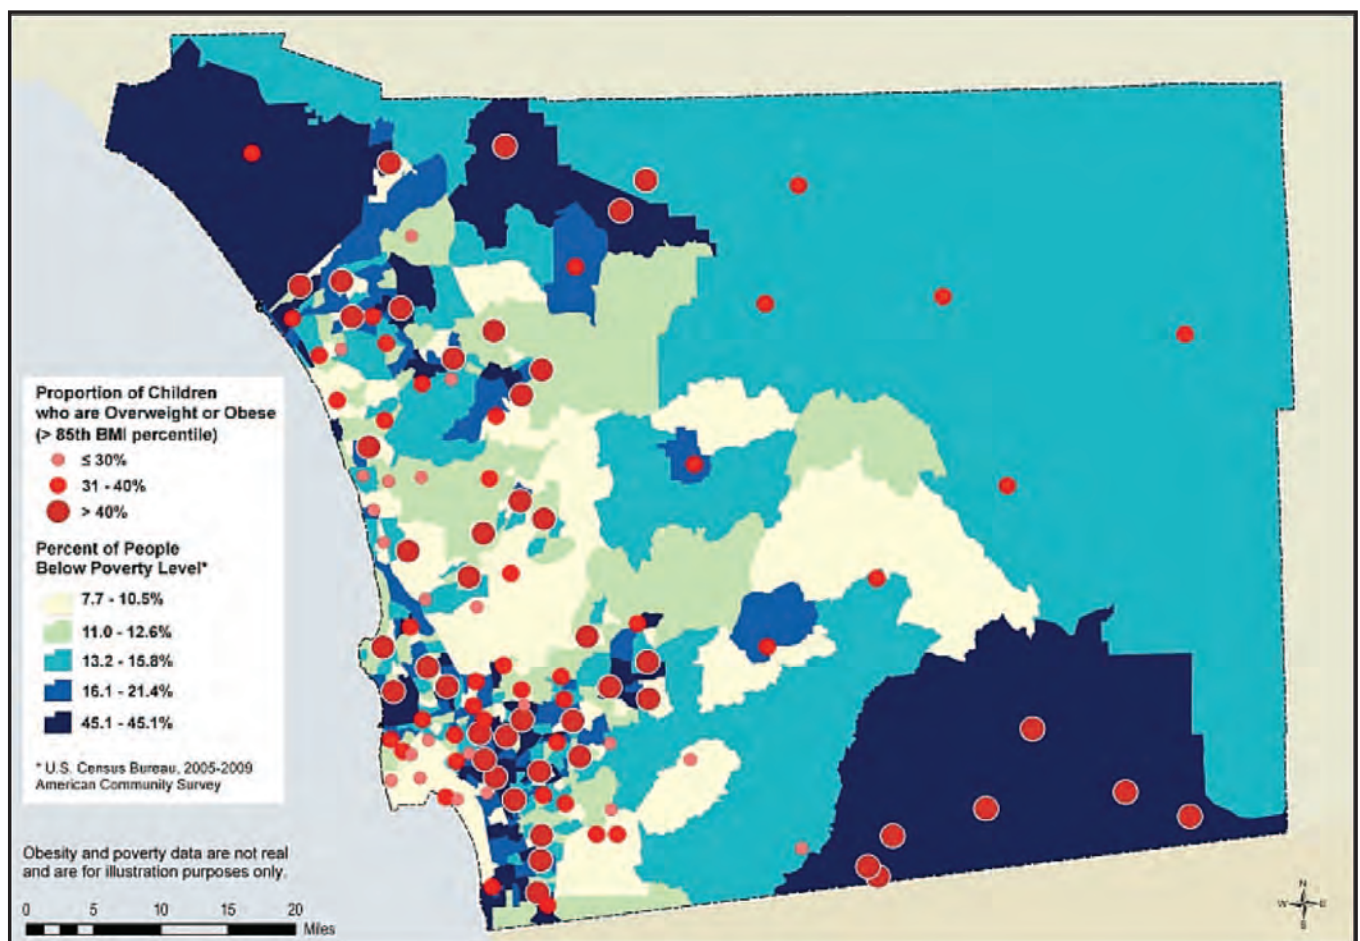 Proportion of Children
who are Overweight or Obese
(> 85th BMI percentile)
≤ 30%
31 - 40%
> 40%
Percent of People
Below Poverty Level*
7.7 - 10.5%
11.0 - 12.6%
13.2 - 15.8%
16.1 - 21.4%
45.1 - 45.1%
* U.S. Census Bureau, 2005-2009
American Community Survey
Obesity and poverty data are not real
and are for illustration purposes only.
0 5 10 15 20
Miles
N
W E
S